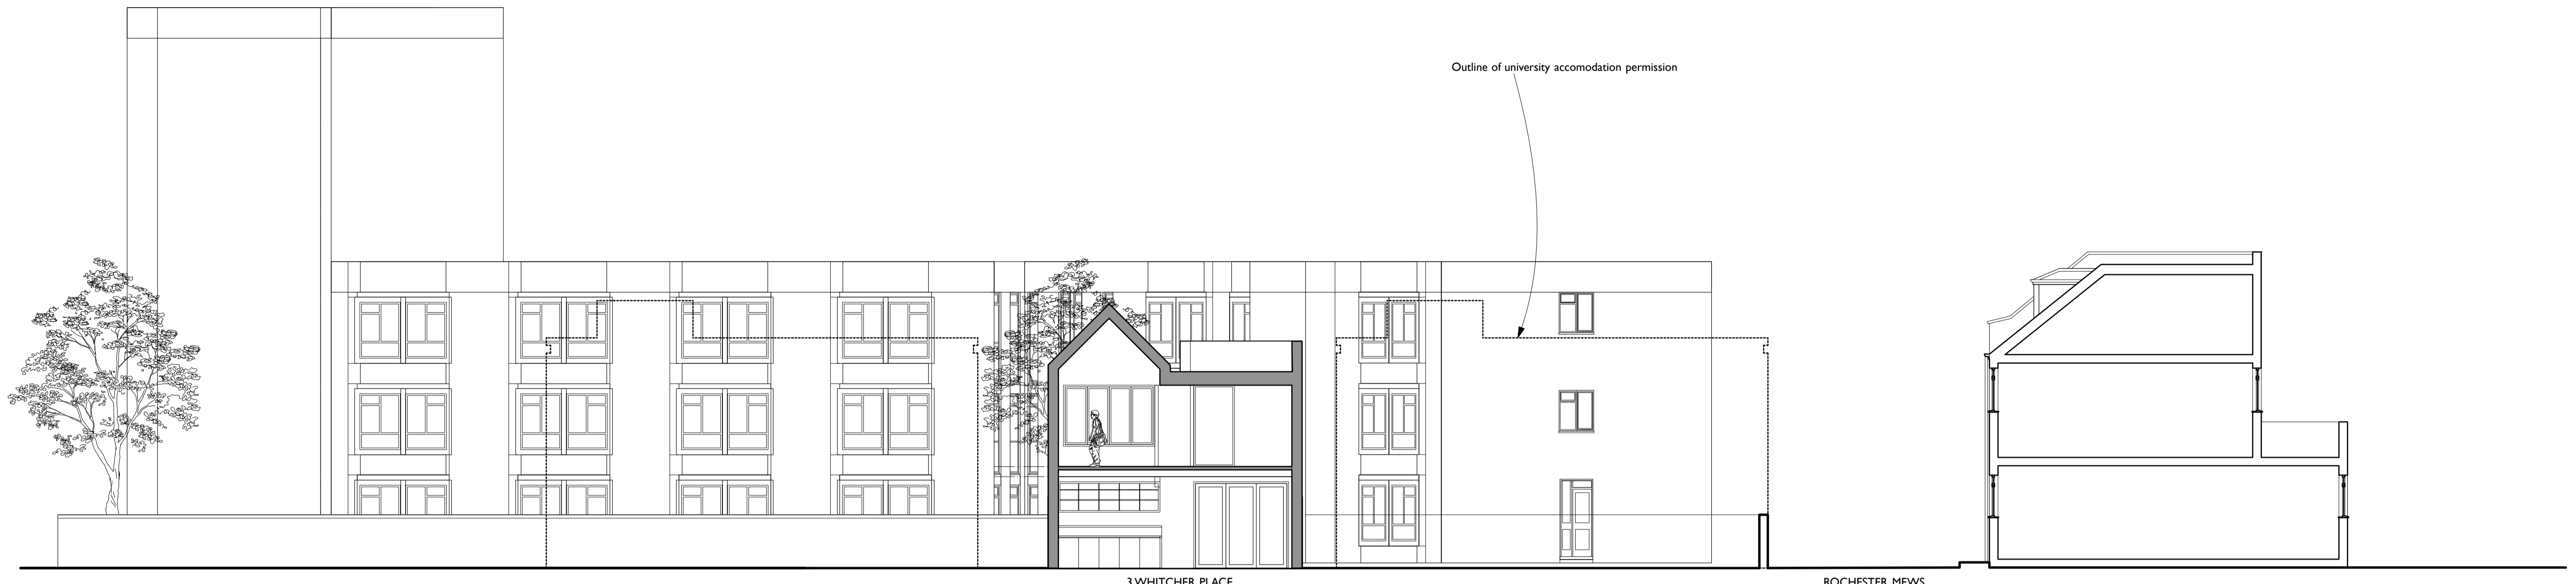 Outline of university accomodation permission
3 WHITCHER PLACE
ROCHESTER MEWS